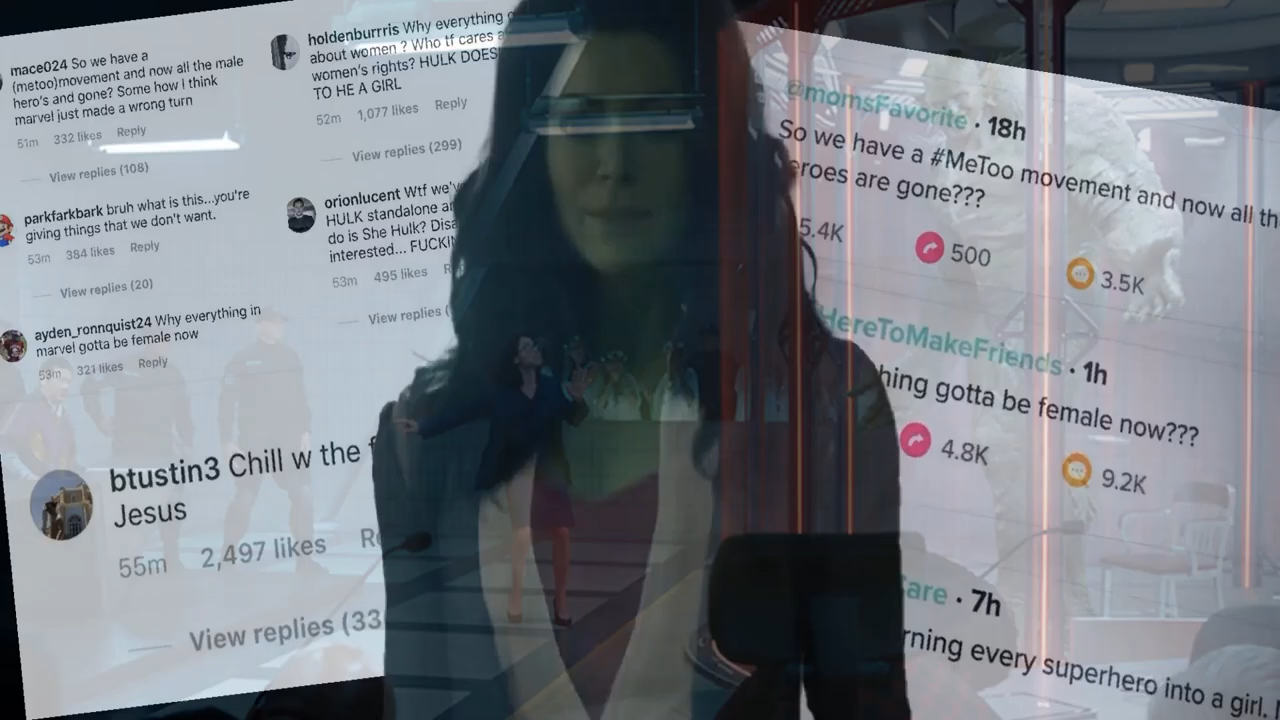 mace024 So we have a
(metoo)movement and now all the male
hero's and gone? Some how i think
marvel just made a wrong turn
51m 332 likes Reply
View replies (108)
parkfarkbark bruh what is this...you're
giving things that we don't want.
53m 384 likes Reply
View replies (20)
ayden_ronnquist24 Why everything in
marvel gotta be female now
53m 321 likes Reply
holdenburrris Why everything
about women ? Who tf cares
women's rights? HULK DOES
TO HE A GIRL
52m 1,077 likes Reply
View replies (299)
orionlucent Wtf we'v
HULK standalone
do is She Hulk? Disa
interested... FUCKI
53m 495 likes R
View replies (
btustin3 Chill w the f
Jesus
55m 2,497 likes Re
View replies (33
@momsFavorite · 18h
So we have a #MeToo movement and now all th
eroes are gone???
5.4K 500 3.5K
HereToMakeFriends · 1h
hing gotta be female now???
4.8K 9.2K
are · 7h
rning every superhero into a girl.